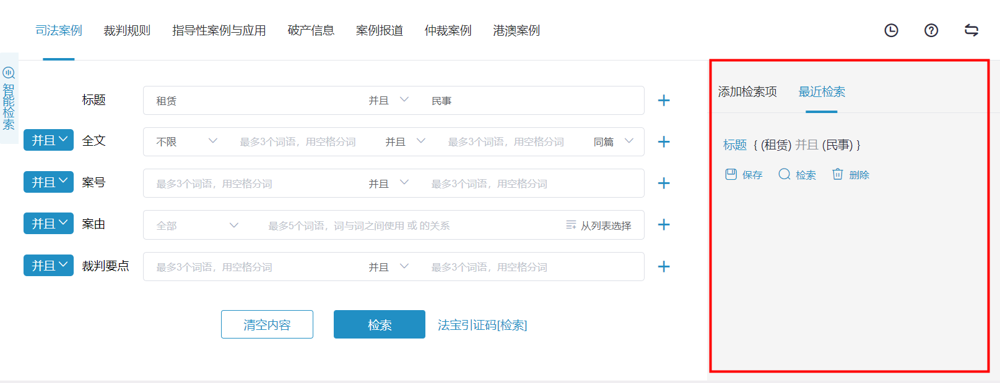 司法案例 裁判规则 指导性案例与应用 破产信息 案例报道 仲裁案例 港澳案例
智能检索
标题 租赁 并且 民事
并且 全文 不限 最多3个词语，用空格分词 并且 最多3个词语，用空格分词 同篇
并且 案号 最多3个词语，用空格分词 并且 最多3个词语，用空格分词
并且 案由 全部 最多5个词语，词与词之间使用 或 的关系 从列表选择
并且 裁判要点 最多3个词语，用空格分词 并且 最多3个词语，用空格分词
清空内容 检索 法宝引证码[检索]
添加检索项 最近检索
标题 { (租赁) 并且 (民事) }
保存 检索 删除